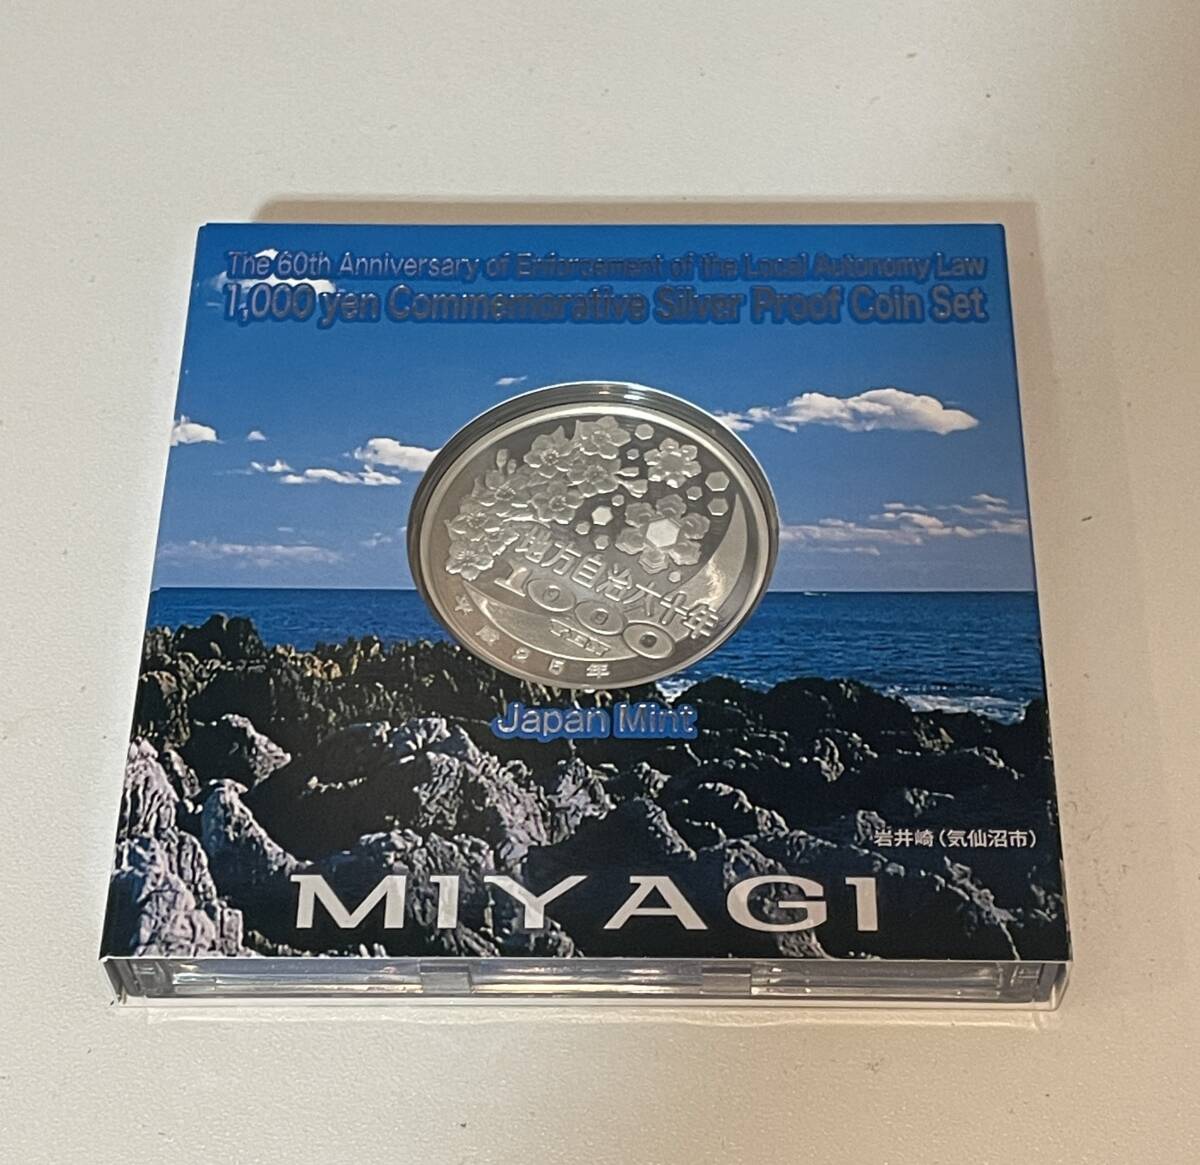 The 60th Anniversary of Enforcement of the Local Autonomy Law
1,000 yen Commemorative Silver Proof Coin Set
地方自治六十年
1000
YEN
平成25年
Japan Mint
岩井崎(気仙沼市)
MIYAGI